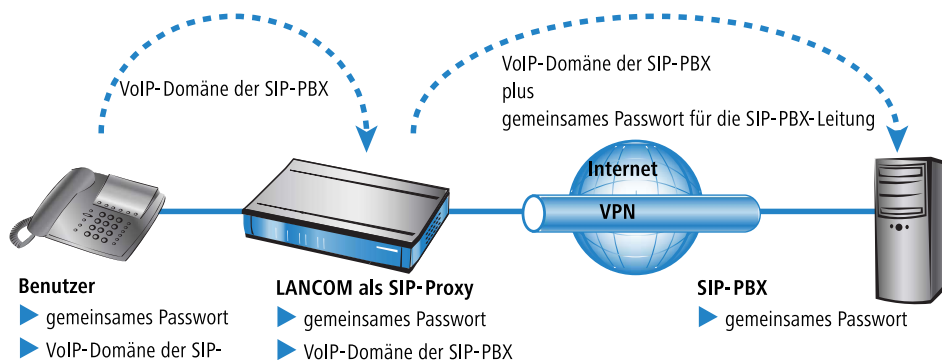 VoIP-Domäne der SIP-PBX
VoIP-Domäne der SIP-PBX
plus
gemeinsames Passwort für die SIP-PBX-Leitung
Internet
VPN
Benutzer
gemeinsames Passwort
VoIP-Domäne der SIP-
LANCOM als SIP-Proxy
gemeinsames Passwort
VoIP-Domäne der SIP-PBX
SIP-PBX
gemeinsames Passwort